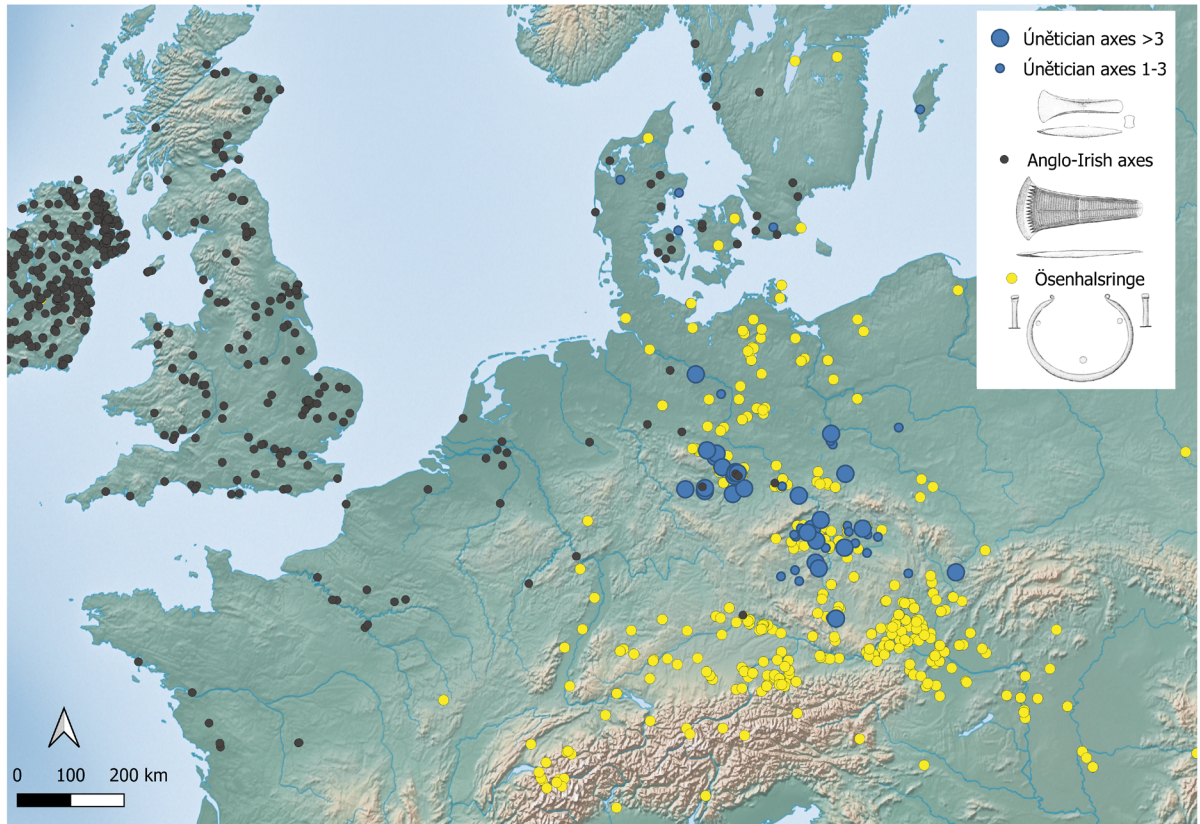 Únětician axes >3
Únětician axes 1-3
Anglo-Irish axes
Ösenhalsringe
0 100 200 km